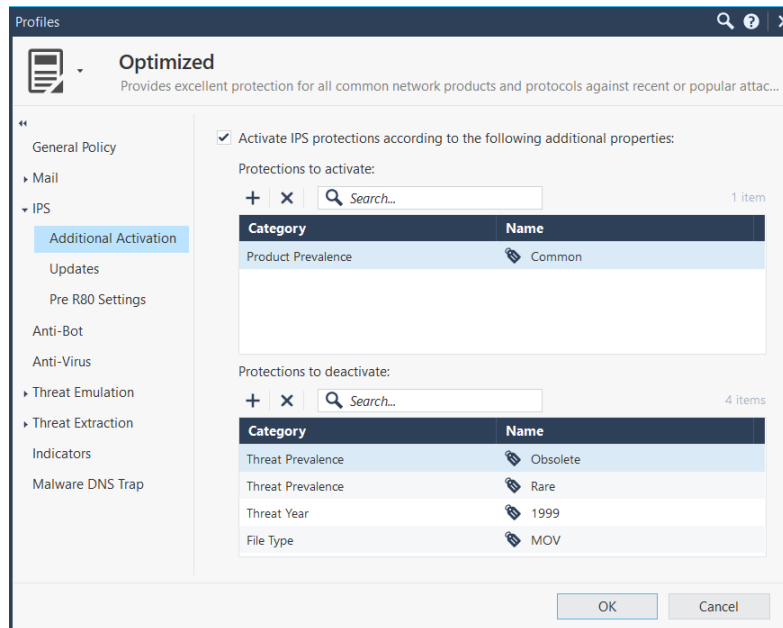 Profiles
Optimized
Provides excellent protection for all common network products and protocols against recent or popular attac...
General Policy
Mail
IPS
Additional Activation
Updates
Pre R80 Settings
Anti-Bot
Anti-Virus
Threat Emulation
Threat Extraction
Indicators
Malware DNS Trap
Activate IPS protections according to the following additional properties:
Protections to activate:
Search...
1 item
Category Name
Product Prevalence Common
Protections to deactivate:
Search...
4 items
Category Name
Threat Prevalence Obsolete
Threat Prevalence Rare
Threat Year 1999
File Type MOV
OK Cancel